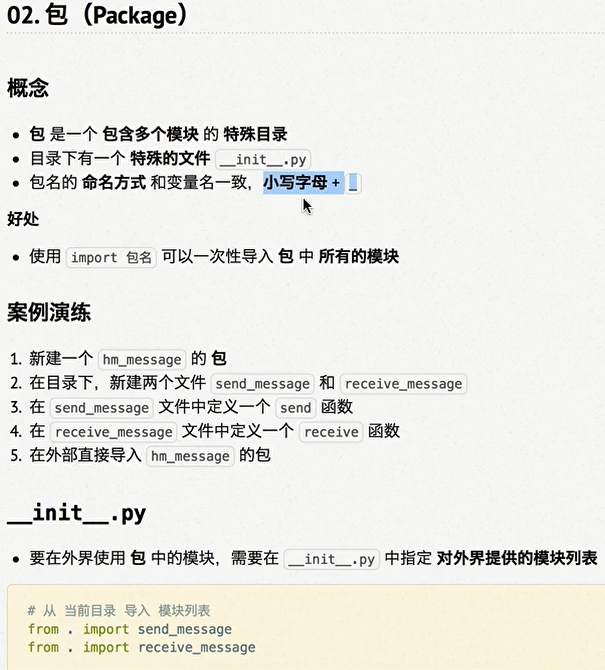 02. 包（Package）
概念
• 包 是一个 包含多个模块 的 特殊目录
• 目录下有一个 特殊的文件 __init__.py
• 包名的 命名方式 和变量名一致，小写字母 + _
好处
• 使用 import 包名 可以一次性导入 包 中 所有的模块
案例演练
1. 新建一个 hm_message 的 包
2. 在目录下，新建两个文件 send_message 和 receive_message
3. 在 send_message 文件中定义一个 send 函数
4. 在 receive_message 文件中定义一个 receive 函数
5. 在外部直接导入 hm_message 的包
__init__.py
• 要在外界使用 包 中的模块，需要在 __init__.py 中指定 对外界提供的模块列表
# 从 当前目录 导入 模块列表
from . import send_message
from . import receive_message